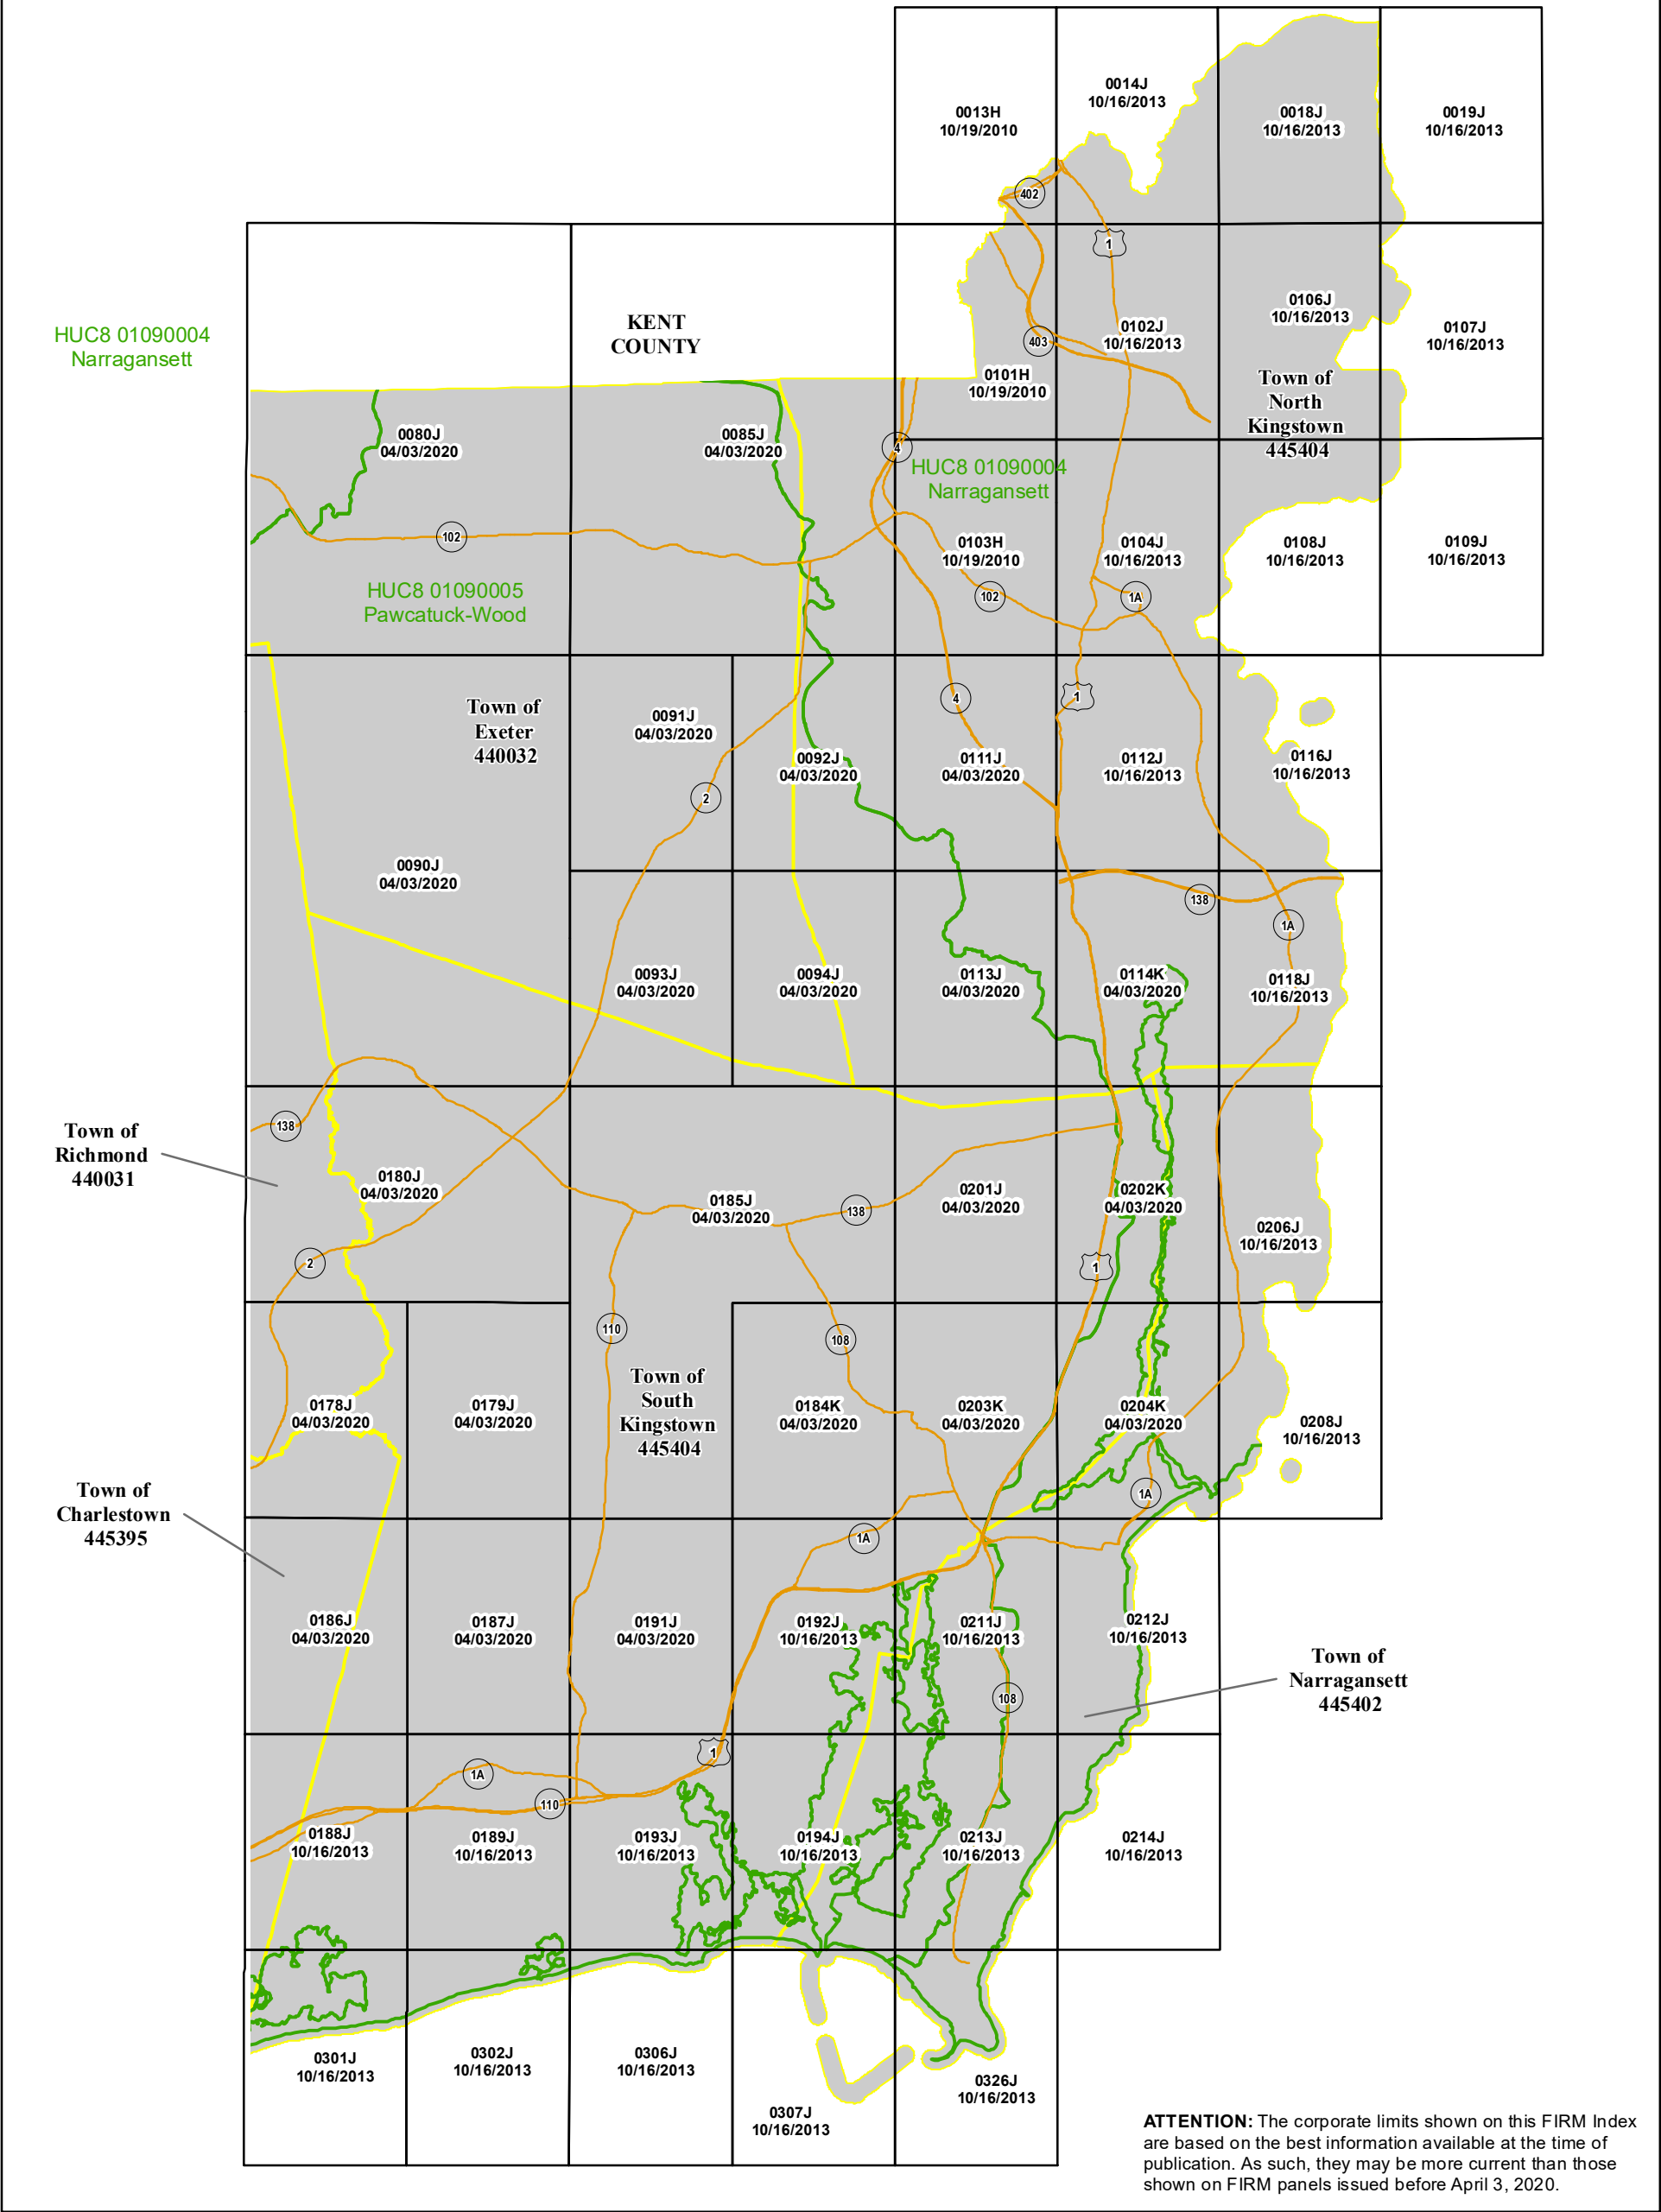 0013H
10/19/2010
0014J
10/16/2013
0018J
10/16/2013
0019J
10/16/2013
402
1
HUC8 01090004
Narragansett
KENT
COUNTY
403
0101H
10/19/2010
0102J
10/16/2013
0106J
10/16/2013
0107J
10/16/2013
Town of
North
Kingstown
445404
0080J
04/03/2020
0085J
04/03/2020
4
HUC8 01090004
Narragansett
102
HUC8 01090005
Pawcatuck-Wood
0103H
10/19/2010
102
0104J
10/16/2013
1A
0108J
10/16/2013
0109J
10/16/2013
Town of
Exeter
440032
0091J
04/03/2020
2
0092J
04/03/2020
4
0111J
04/03/2020
1
0112J
10/16/2013
0116J
10/16/2013
0090J
04/03/2020
0093J
04/03/2020
0094J
04/03/2020
0113J
04/03/2020
0114K
04/03/2020
138
1A
0118J
10/16/2013
Town of
Richmond
440031
138
0180J
04/03/2020
2
0185J
04/03/2020
138
0201J
04/03/2020
0202K
04/03/2020
1
0206J
10/16/2013
110
108
0178J
04/03/2020
0179J
04/03/2020
Town of
South
Kingstown
445404
0184K
04/03/2020
0203K
04/03/2020
0204K
04/03/2020
0208J
10/16/2013
1A
Town of
Charlestown
445395
1A
0186J
04/03/2020
0187J
04/03/2020
0191J
04/03/2020
0192J
10/16/2013
0211J
10/16/2013
0212J
10/16/2013
108
Town of
Narragansett
445402
1
1A
110
0188J
10/16/2013
0189J
10/16/2013
0193J
10/16/2013
0194J
10/16/2013
0213J
10/16/2013
0214J
10/16/2013
0301J
10/16/2013
0302J
10/16/2013
0306J
10/16/2013
0307J
10/16/2013
0326J
10/16/2013
ATTENTION: The corporate limits shown on this FIRM Index
are based on the best information available at the time of
publication. As such, they may be more current than those
shown on FIRM panels issued before April 3, 2020.